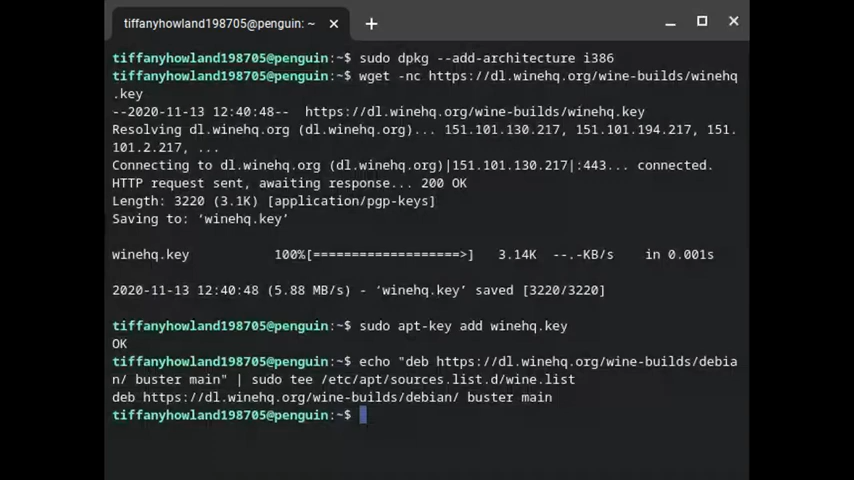 tiffanyhowland198705@penguin: ~
tiffanyhowland198705@penguin:~$ sudo dpkg --add-architecture i386
tiffanyhowland198705@penguin:~$ wget -nc https://dl.winehq.org/wine-builds/winehq
.key
--2020-11-13 12:40:48--  https://dl.winehq.org/wine-builds/winehq.key
Resolving dl.winehq.org (dl.winehq.org)... 151.101.130.217, 151.101.194.217, 151.
101.2.217, ...
Connecting to dl.winehq.org (dl.winehq.org)|151.101.130.217|:443... connected.
HTTP request sent, awaiting response... 200 OK
Length: 3220 (3.1K) [application/pgp-keys]
Saving to: ‘winehq.key’
winehq.key          100%[===================>]   3.14K  --.-KB/s    in 0.001s
2020-11-13 12:40:48 (5.88 MB/s) - ‘winehq.key’ saved [3220/3220]
tiffanyhowland198705@penguin:~$ sudo apt-key add winehq.key
OK
tiffanyhowland198705@penguin:~$ echo "deb https://dl.winehq.org/wine-builds/debia
n/ buster main" | sudo tee /etc/apt/sources.list.d/wine.list
deb https://dl.winehq.org/wine-builds/debian/ buster main
tiffanyhowland198705@penguin:~$